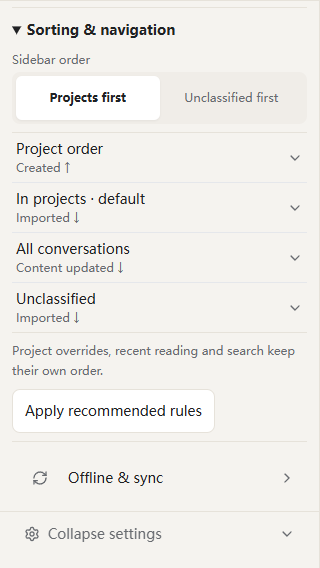 Sorting & navigation
Sidebar order
Projects first
Unclassified first
Project order
Created ↑
In projects · default
Imported ↓
All conversations
Content updated ↓
Unclassified
Imported ↓
Project overrides, recent reading and search keep
their own order.
Apply recommended rules
Offline & sync
Collapse settings